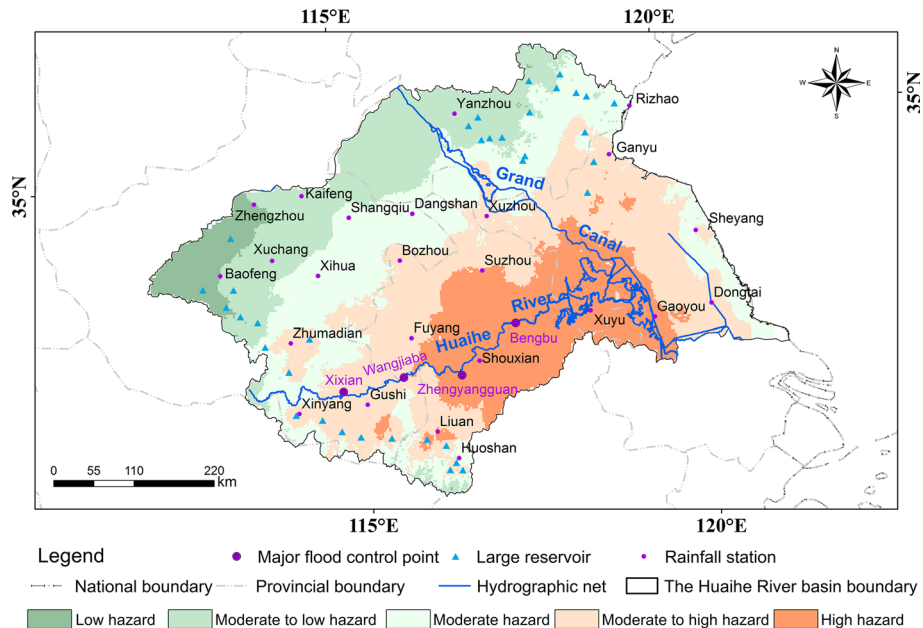 115°E 120°E
N
W E
S
35°N
35°N
Yanzhou
Rizhao
Ganyu
Grand
Kaifeng
Zhengzhou
Shangqiu
Dangshan
Xuzhou
Sheyang
Canal
Xuchang
Bozhou
Suzhou
Baofeng
Xihua
River
Dongtai
Gaoyou
Xuyu
Zhumadian
Fuyang
Huaihe
Bengbu
Wangjiaba
Shouxian
Xixian
Zhengyangguan
Gushi
Xinyang
Liuan
Huoshan
0 55 110 220
km
115°E 120°E
Legend
Major flood control point Large reservoir Rainfall station
National boundary Provincial boundary Hydrographic net The Huaihe River basin boundary
Low hazard Moderate to low hazard Moderate hazard Moderate to high hazard High hazard